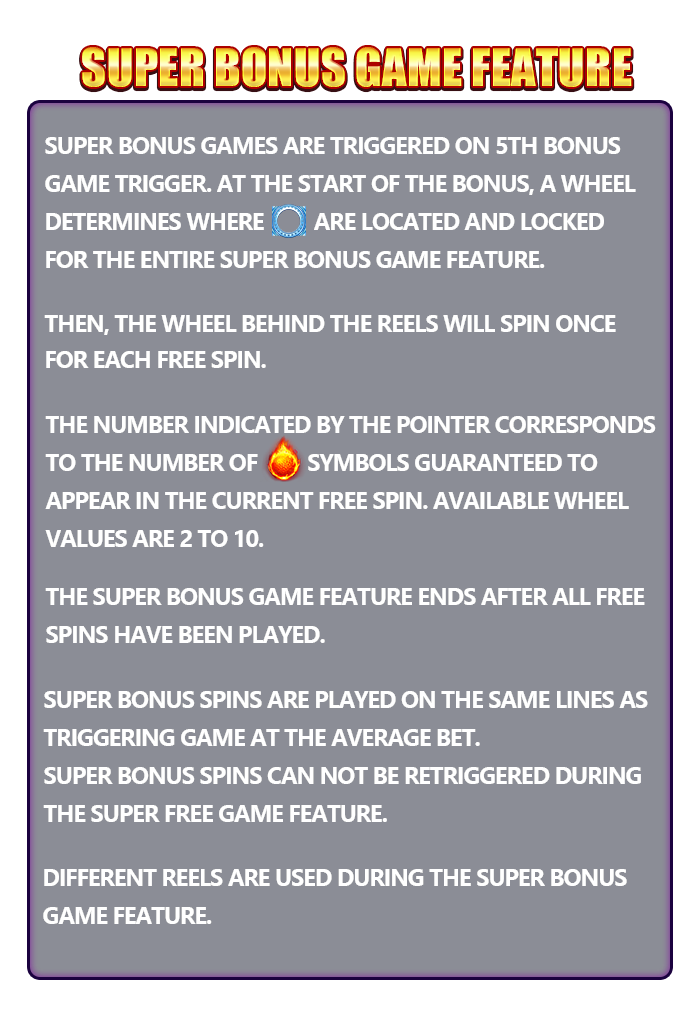 SUPER BONUS GAME FEATURE
SUPER BONUS GAMES ARE TRIGGERED ON 5TH BONUS
GAME TRIGGER. AT THE START OF THE BONUS, A WHEEL
DETERMINES WHERE ARE LOCATED AND LOCKED
FOR THE ENTIRE SUPER BONUS GAME FEATURE.
THEN, THE WHEEL BEHIND THE REELS WILL SPIN ONCE
FOR EACH FREE SPIN.
THE NUMBER INDICATED BY THE POINTER CORRESPONDS
TO THE NUMBER OF SYMBOLS GUARANTEED TO
APPEAR IN THE CURRENT FREE SPIN. AVAILABLE WHEEL
VALUES ARE 2 TO 10.
THE SUPER BONUS GAME FEATURE ENDS AFTER ALL FREE
SPINS HAVE BEEN PLAYED.
SUPER BONUS SPINS ARE PLAYED ON THE SAME LINES AS
TRIGGERING GAME AT THE AVERAGE BET.
SUPER BONUS SPINS CAN NOT BE RETRIGGERED DURING
THE SUPER FREE GAME FEATURE.
DIFFERENT REELS ARE USED DURING THE SUPER BONUS
GAME FEATURE.